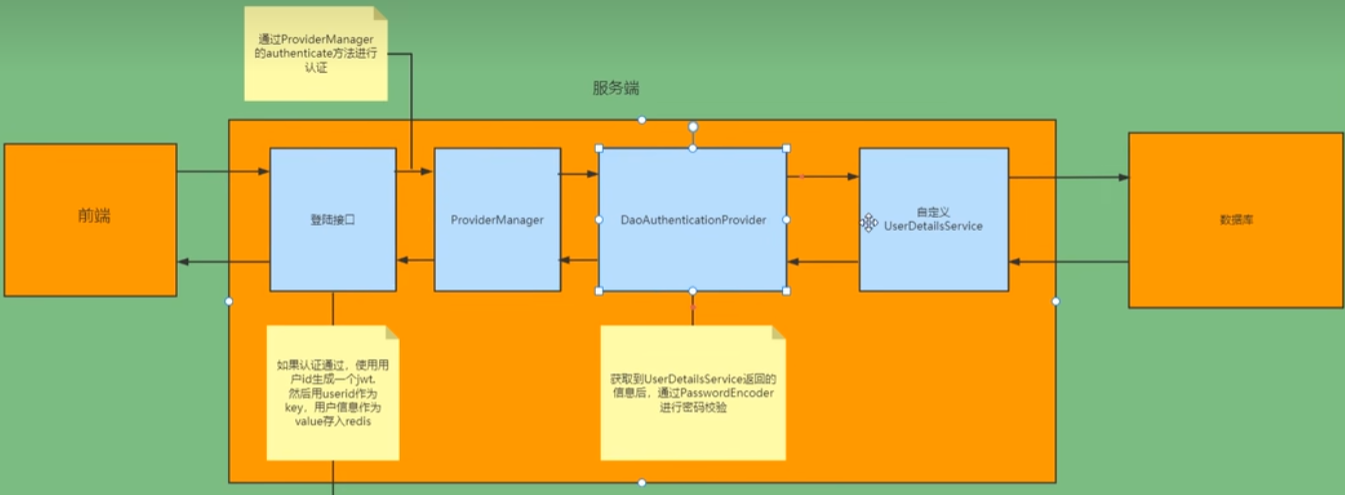 通过ProviderManager
的authenticate方法进行
认证
服务端
前端
登陆接口
ProviderManager
DaoAuthenticationProvider
自定义
UserDetailsService
数据库
如果认证通过，使用用
户id生成一个jwt.
然后用userid作为
key，用户信息作为
value存入redis
获取到UserDetailsService返回的
信息后，通过PasswordEncoder
进行密码校验